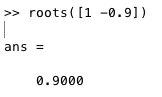 >> roots([1 -0.9])
ans =
0.9000